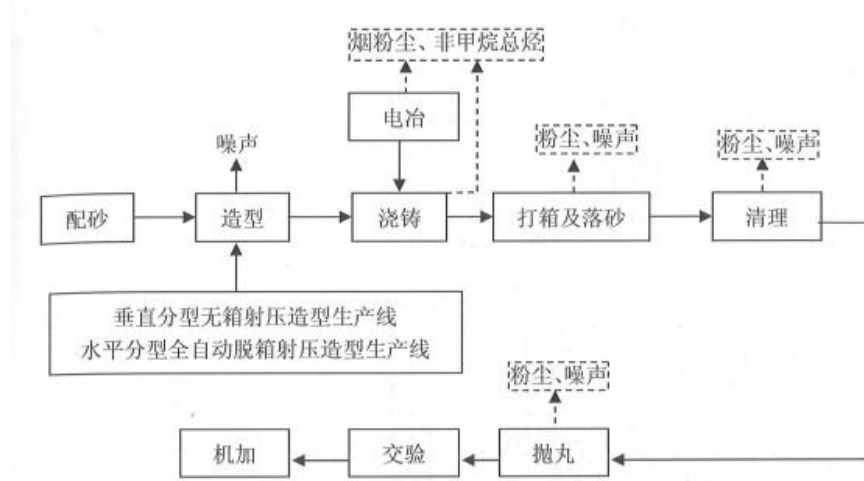 烟粉尘、非甲烷总烃
电冶
噪声
粉尘、噪声
粉尘、噪声
配砂
造型
浇铸
打箱及落砂
清理
垂直分型无箱射压造型生产线
水平分型全自动脱箱射压造型生产线
粉尘、噪声
机加
交验
抛丸